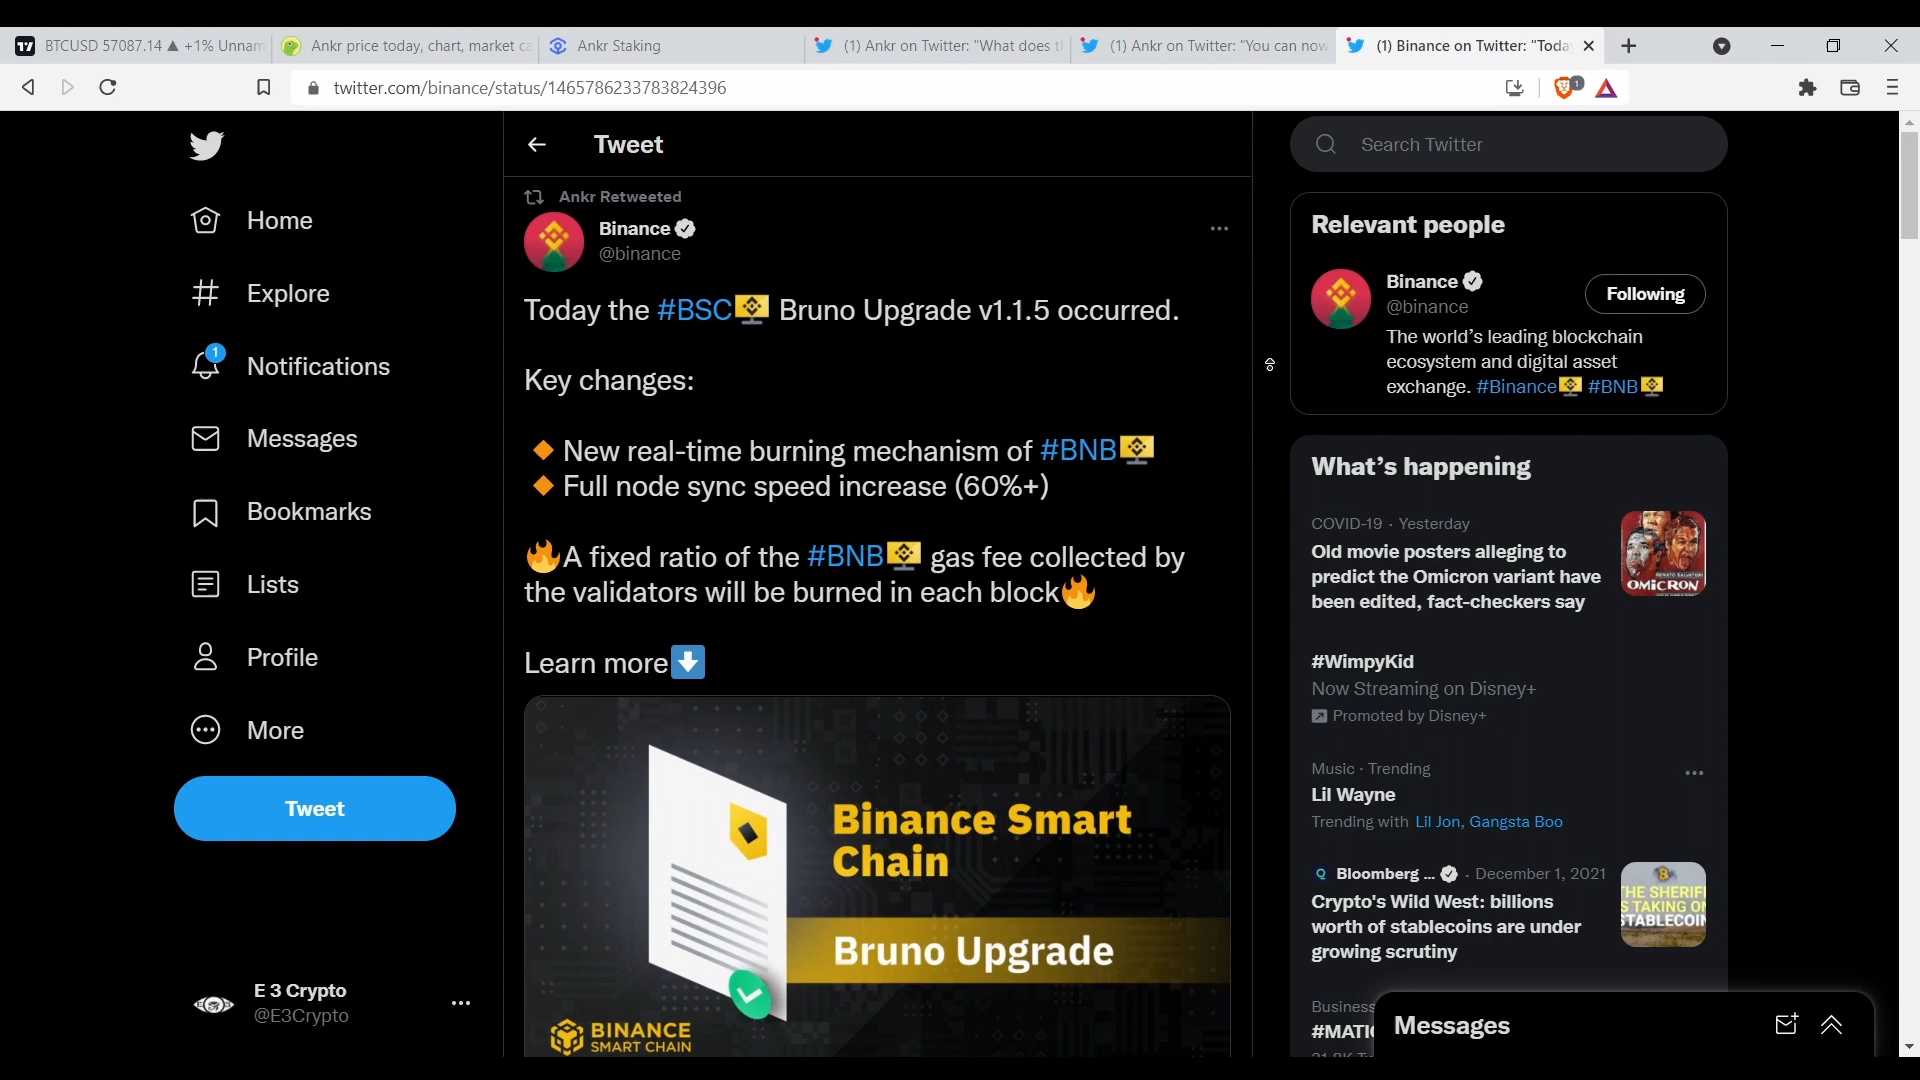 BTCUSD 57087.14 ▲ +1% Unnam
Ankr price today, chart, market ca
Ankr Staking
(1) Ankr on Twitter: "What does t
(1) Ankr on Twitter: "You can now
(1) Binance on Twitter: "Toda
twitter.com/binance/status/1465786233783824396
1
Home
Explore
1
Notifications
Messages
Bookmarks
Lists
Profile
More
Tweet
E 3 Crypto
@E3Crypto
Tweet
Ankr Retweeted
Binance
@binance
Today the #BSC Bruno Upgrade v1.1.5 occurred.
Key changes:
🔸New real-time burning mechanism of #BNB
🔸Full node sync speed increase (60%+)
🔥A fixed ratio of the #BNB gas fee collected by
the validators will be burned in each block🔥
Learn more⬇️
Binance Smart
Chain
Bruno Upgrade
BINANCE
SMART CHAIN
Search Twitter
Relevant people
Binance
@binance
Following
The world's leading blockchain
ecosystem and digital asset
exchange. #Binance #BNB
What's happening
COVID-19 · Yesterday
Old movie posters alleging to
predict the Omicron variant have
been edited, fact-checkers say
OMiCRON
#WimpyKid
Now Streaming on Disney+
Promoted by Disney+
Music · Trending
Lil Wayne
Trending with Lil Jon, Gangsta Boo
Bloomberg ... · December 1, 2021
Crypto's Wild West: billions
worth of stablecoins are under
growing scrutiny
THE SHERIF
S TAKING ON
STABLECOIN
Business
#MATIC
Messages